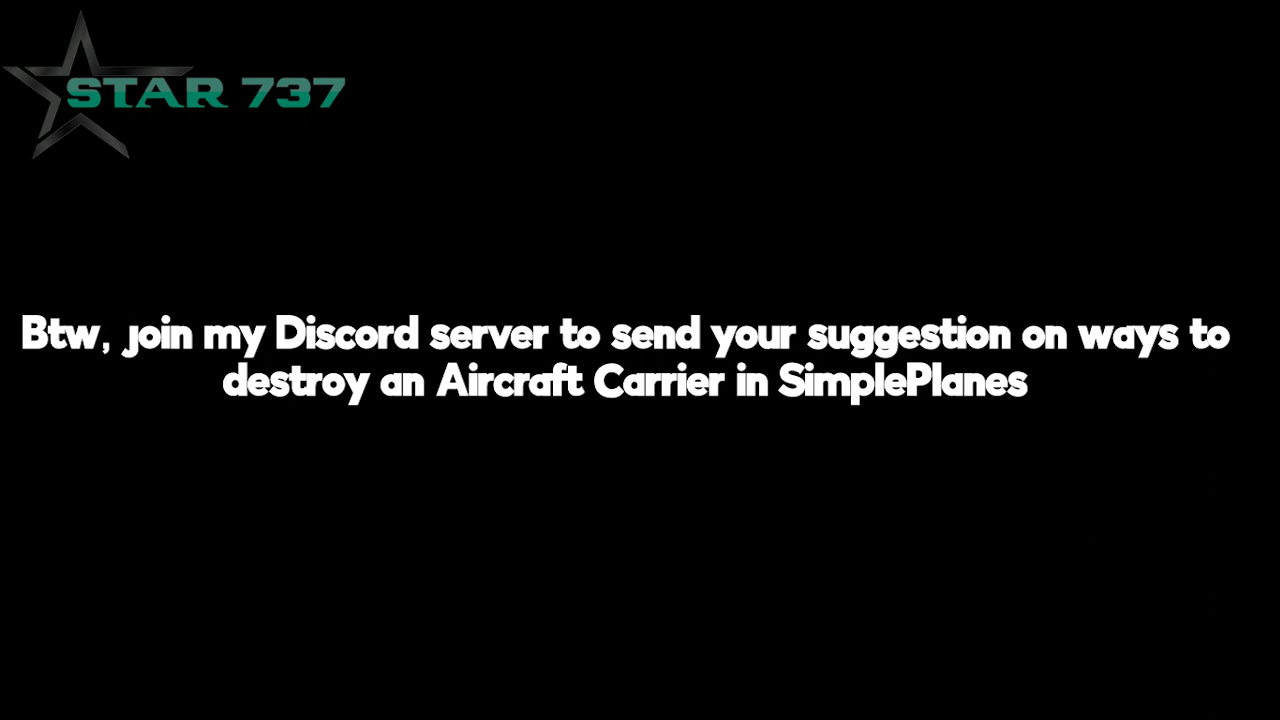 STAR 737
Btw, join my Discord server to send your suggestion on ways to
destroy an Aircraft Carrier in SimplePlanes